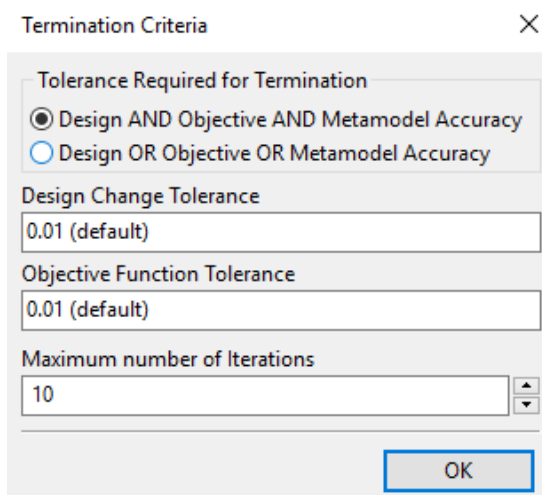 Termination Criteria
Tolerance Required for Termination
Design AND Objective AND Metamodel Accuracy
Design OR Objective OR Metamodel Accuracy
Design Change Tolerance
0.01 (default)
Objective Function Tolerance
0.01 (default)
Maximum number of Iterations
10
OK